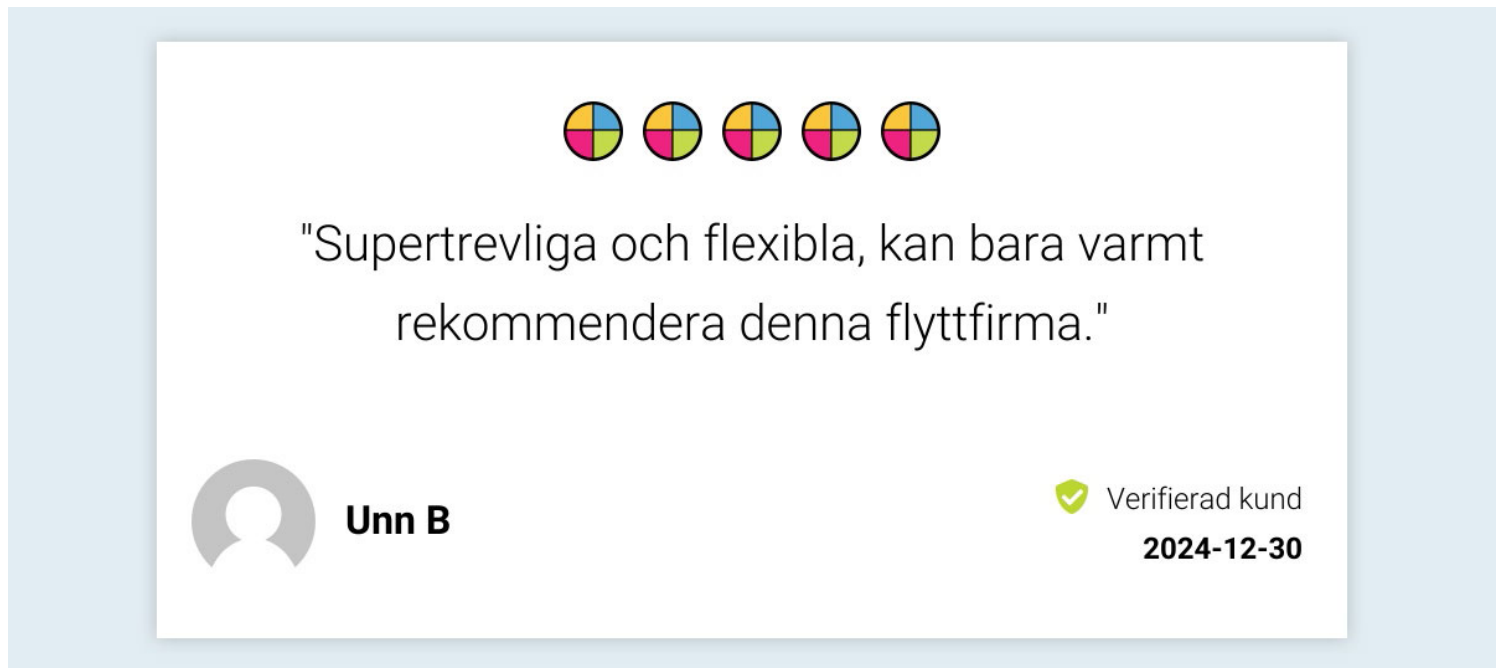 "Supertrevliga och flexibla, kan bara varmt
rekommendera denna flyttfirma."
Unn B
Verifierad kund
2024-12-30